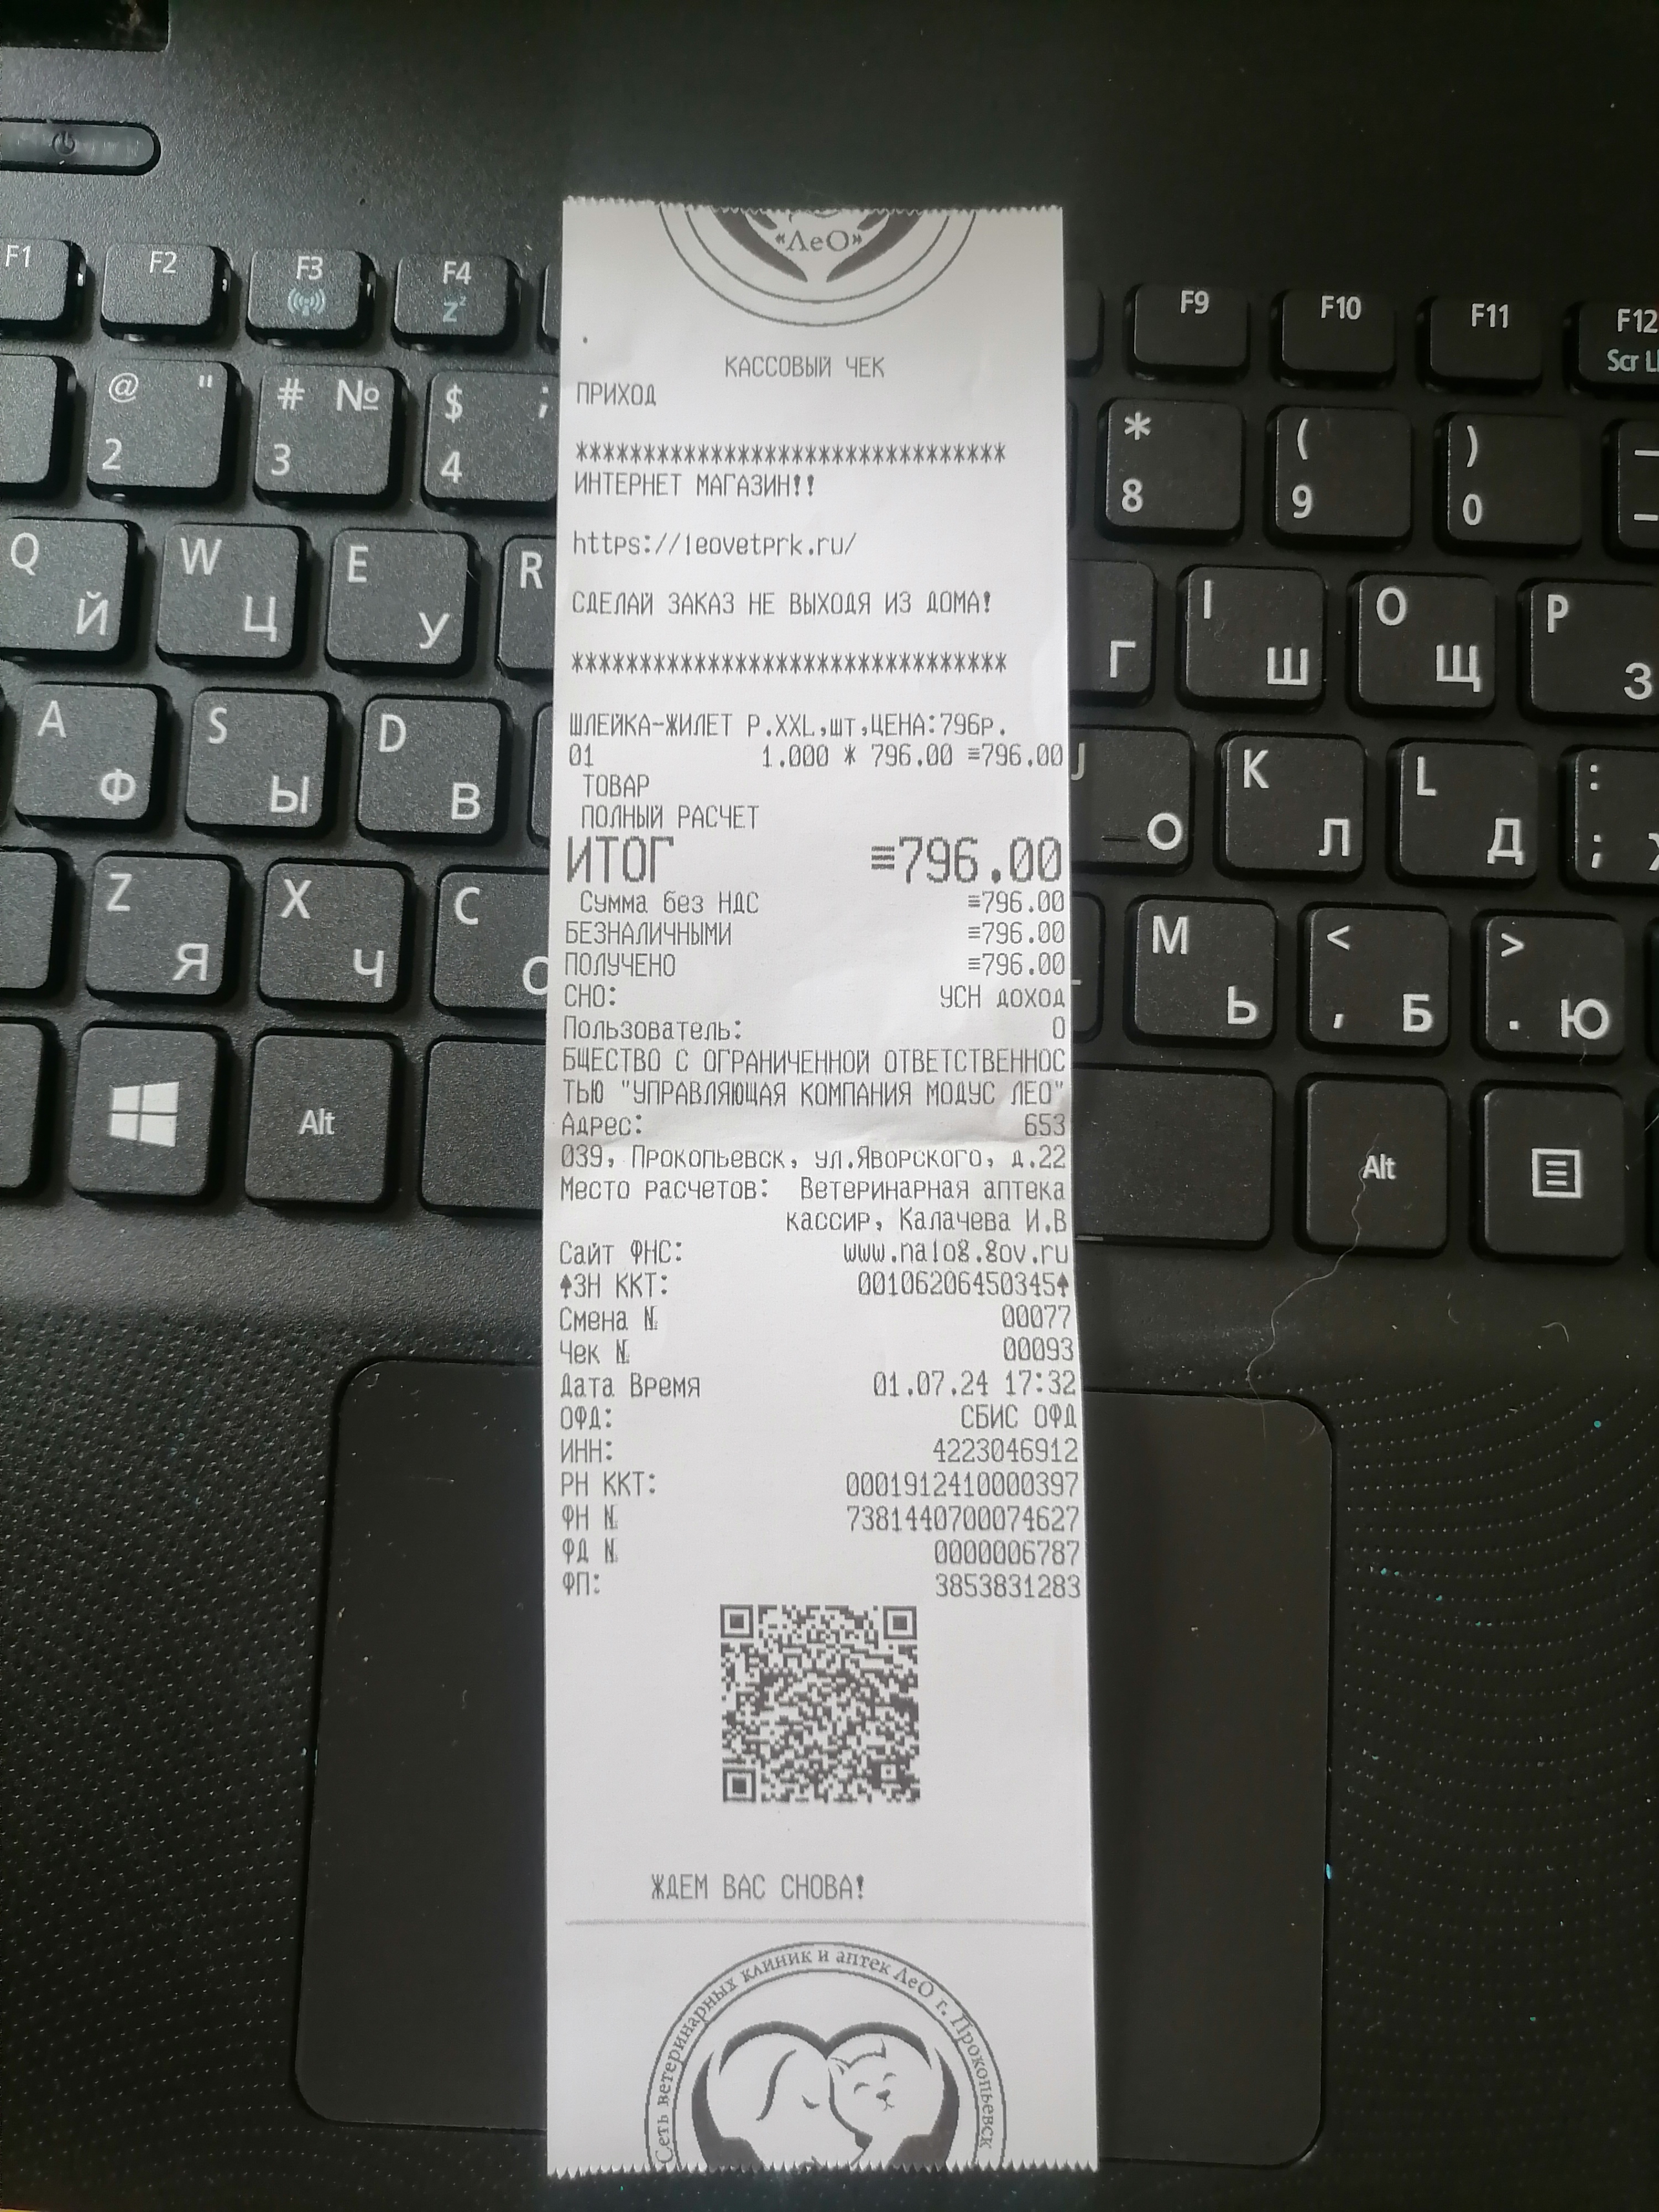 «ЛеО»
КАССОВЫЙ ЧЕК
ПРИХОД
********************************
ИНТЕРНЕТ МАГАЗИН!!
https://leovetprk.ru/
СДЕЛАЙ ЗАКАЗ НЕ ВЫХОДЯ ИЗ ДОМА!
********************************
ШЛЕЙКА-ЖИЛЕТ Р.XXL,шт,ЦЕНА:796р.
01 1.000 * 796.00 ≡796.00
ТОВАР
ПОЛНЫЙ РАСЧЕТ
ИТОГ ≡796.00
Сумма без НДС ≡796.00
БЕЗНАЛИЧНЫМИ ≡796.00
ПОЛУЧЕНО ≡796.00
СНО: УСН доход
Пользователь: О
БЩЕСТВО С ОГРАНИЧЕННОЙ ОТВЕТСТВЕННОС
ТЬЮ "УПРАВЛЯЮЩАЯ КОМПАНИЯ МОДУС ЛЕО"
Адрес: 653
039, Прокопьевск, ул.Яворского, д.22
Место расчетов: Ветеринарная аптека
кассир, Калачева И.В
Сайт ФНС: www.nalog.gov.ru
ЗН ККТ: 00106206450345
Смена № 00077
Чек № 00093
Дата Время 01.07.24 17:32
ОФД: СБИС ОФД
ИНН: 4223046912
РН ККТ: 0001912410000397
ФН № 7381440700074627
ФД № 0000006787
ФП: 3853831283
ЖДЕМ ВАС СНОВА!
Сеть ветеринарных клиник и аптек ЛеО г. Прокопьевск
F1 F2 F3 F4 F9 F10 F11 F12
Scr L
Z
@ " # № $ ; * ( )
2 3 4 8 9 0
Q W E R I O P
Й Ц У Г Ш Щ З
A S D J K L : ;
Ф Ы В О Л Д
Z X C M < , > .
Я Ч С Ь Б Ю
Alt Alt